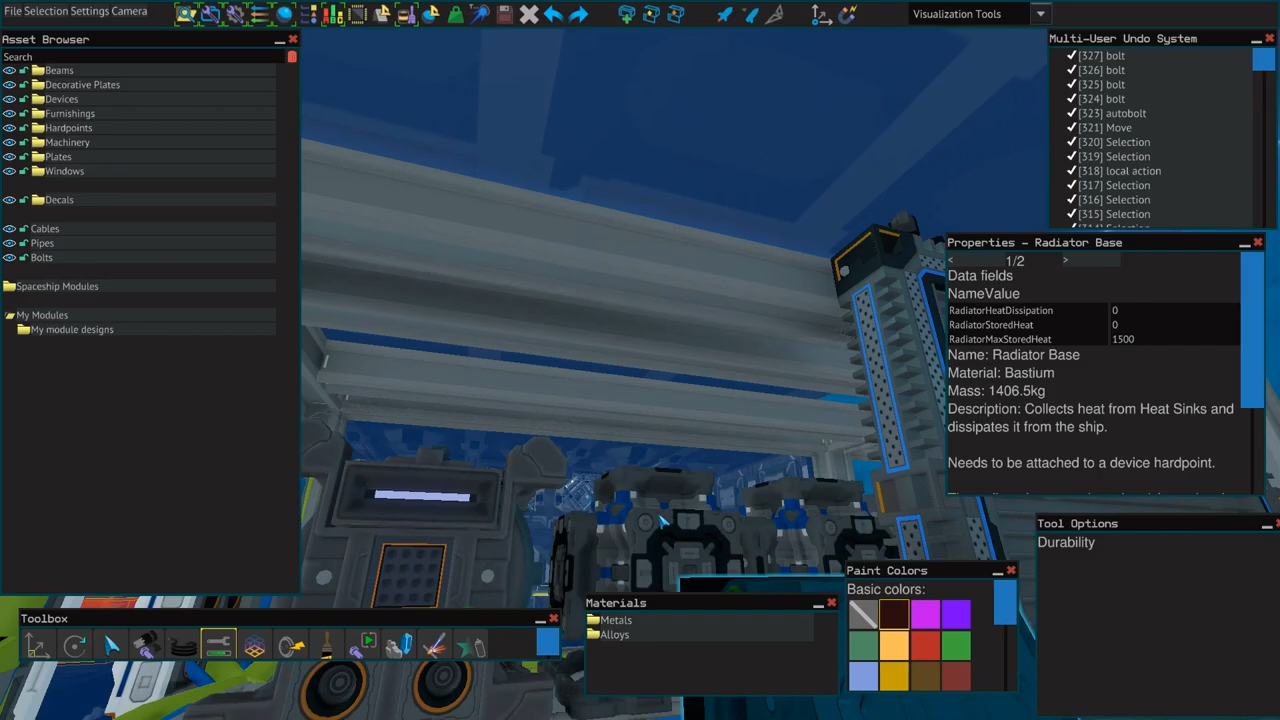 File Selection Settings Camera
Visualization Tools
Asset Browser
Search
Beams
Decorative Plates
Devices
Furnishings
Hardpoints
Machinery
Plates
Windows
Decals
Cables
Pipes
Bolts
Spaceship Modules
My Modules
My module designs
Multi-User Undo System
[327] bolt
[326] bolt
[325] bolt
[324] bolt
[323] autobolt
[321] Move
[320] Selection
[319] Selection
[318] local action
[317] Selection
[316] Selection
[315] Selection
Properties - Radiator Base
< 1/2 >
Data fields
NameValue
RadiatorHeatDissipation 0
RadiatorStoredHeat 0
RadiatorMaxStoredHeat 1500
Name: Radiator Base
Material: Bastium
Mass: 1406.5kg
Description: Collects heat from Heat Sinks and
dissipates it from the ship.
Needs to be attached to a device hardpoint.
Tool Options
Durability
Paint Colors
Basic colors:
Materials
Metals
Alloys
Toolbox